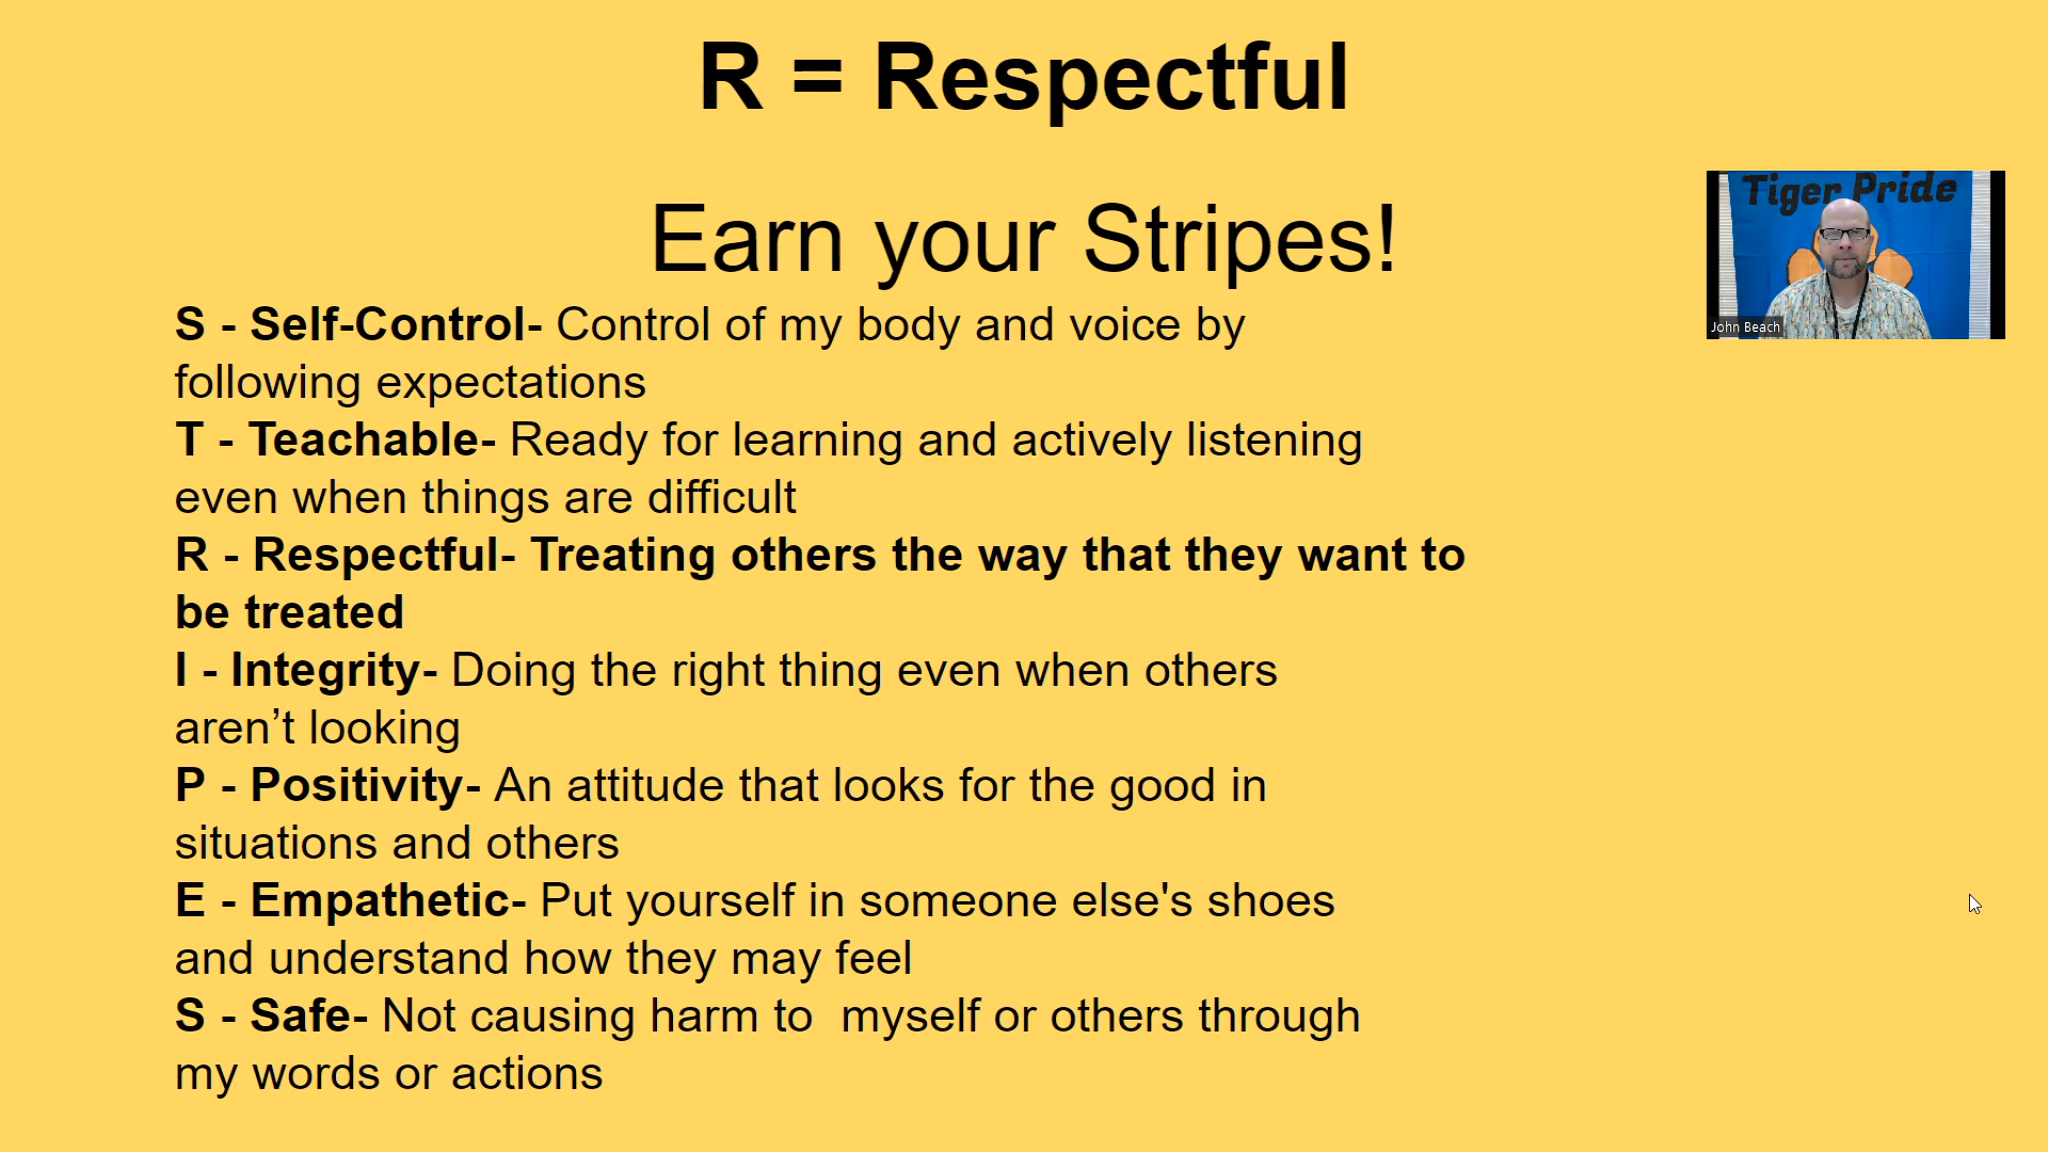 R = Respectful
Earn your Stripes!
Tiger Pride
John Beach
S - Self-Control- Control of my body and voice by
following expectations
T - Teachable- Ready for learning and actively listening
even when things are difficult
R - Respectful- Treating others the way that they want to
be treated
I - Integrity- Doing the right thing even when others
aren’t looking
P - Positivity- An attitude that looks for the good in
situations and others
E - Empathetic- Put yourself in someone else's shoes
and understand how they may feel
S - Safe- Not causing harm to  myself or others through
my words or actions